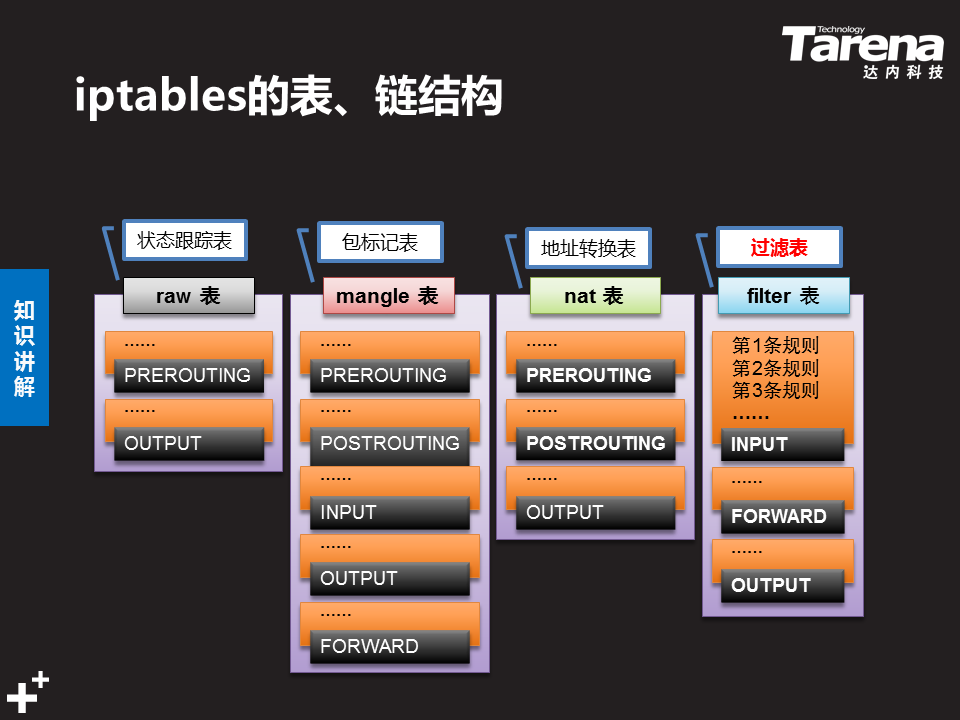 Technology
Tarena
达内科技
iptables的表、链结构
知识讲解
状态跟踪表
raw 表
......
PREROUTING
......
OUTPUT
包标记表
mangle 表
......
PREROUTING
......
POSTROUTING
......
INPUT
......
OUTPUT
......
FORWARD
地址转换表
nat 表
......
PREROUTING
......
POSTROUTING
......
OUTPUT
过滤表
filter 表
第1条规则
第2条规则
第3条规则
......
INPUT
......
FORWARD
......
OUTPUT